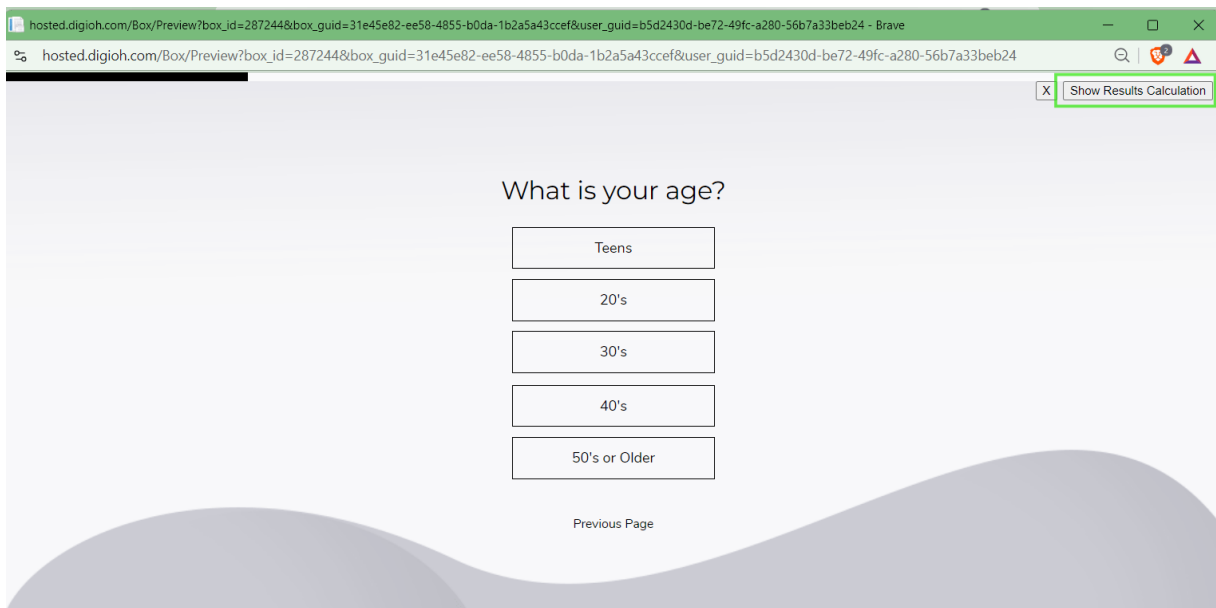 hosted.digioh.com/Box/Preview?box_id=287244&box_guid=31e45e82-ee58-4855-b0da-1b2a5a43ccef&user_guid=b5d2430d-be72-49fc-a280-56b7a33beb24 - Brave
hosted.digioh.com/Box/Preview?box_id=287244&box_guid=31e45e82-ee58-4855-b0da-1b2a5a43ccef&user_guid=b5d2430d-be72-49fc-a280-56b7a33beb24
2
X Show Results Calculation
What is your age?
Teens
20's
30's
40's
50's or Older
Previous Page